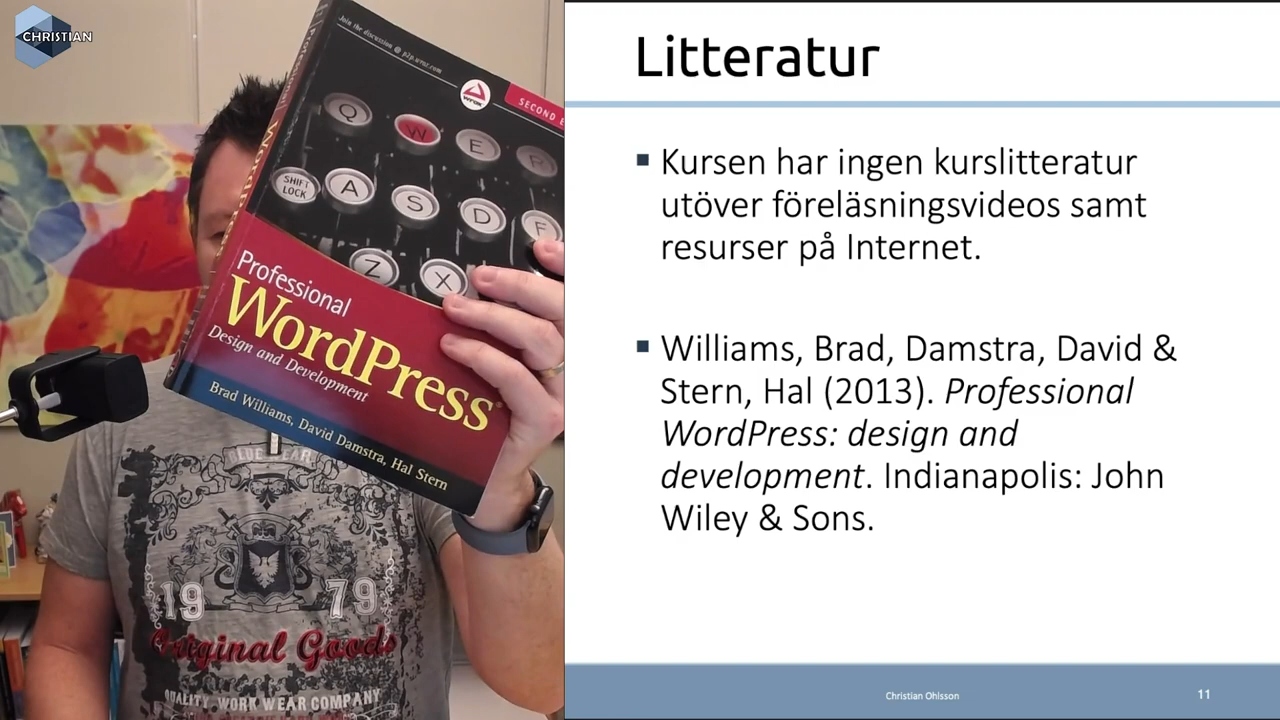 CHRISTIAN
Join the discussion @ p2p.wrox.com
wrox
SECOND
Q W E R
SHIFT
LOCK
A S D F
Z X
Professional
WordPress®
Design and Development
Brad Williams, David Damstra, Hal Stern
BLUE WEAR
19 79
Original Goods
QUALITY WORK WEAR COMPANY
Litteratur
▪ Kursen har ingen kurslitteratur
utöver föreläsningsvideos samt
resurser på Internet.
▪ Williams, Brad, Damstra, David &
Stern, Hal (2013). Professional
WordPress: design and
development. Indianapolis: John
Wiley & Sons.
Christian Ohlsson
11